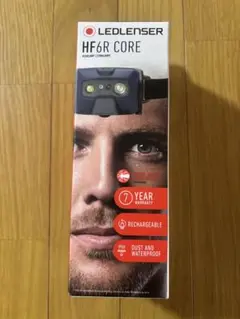 LEDLENSER
HF6R CORE
7 YEAR
WARRANTY
RECHARGEABLE
DUST AND
WATERPROOF